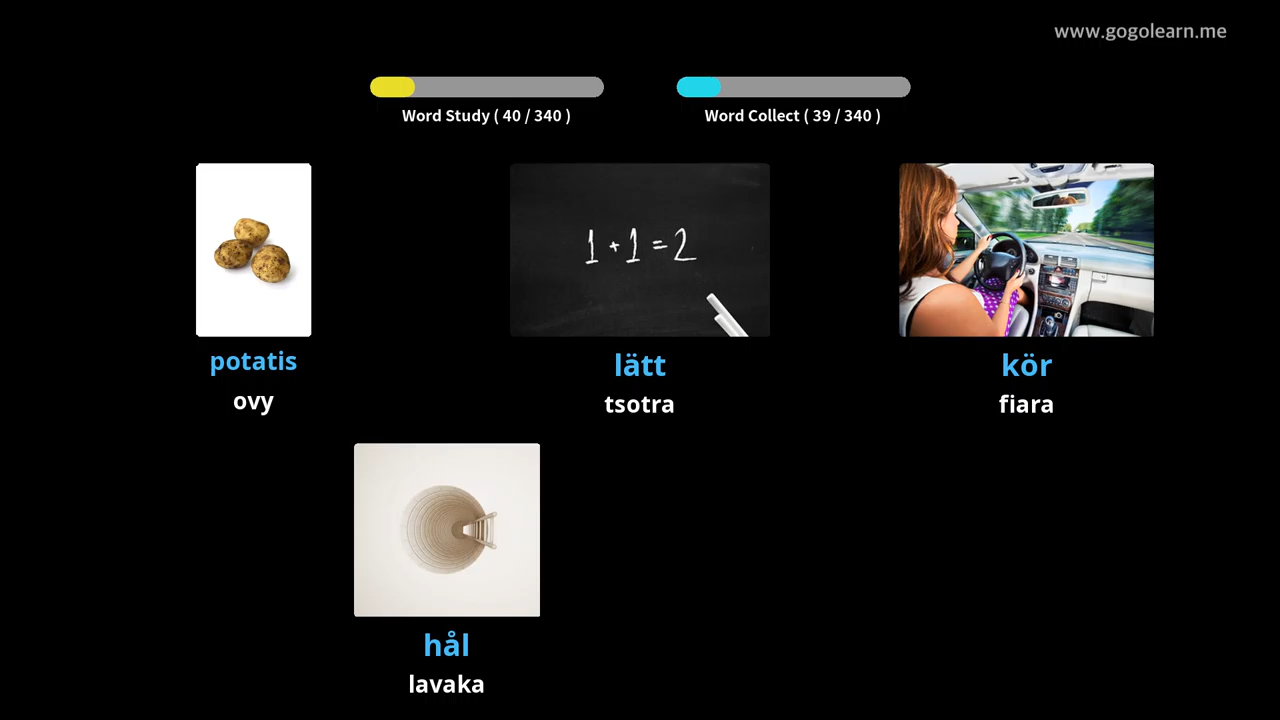 www.gogolearn.me
Word Study ( 40 / 340 )
Word Collect ( 39 / 340 )
1 + 1 = 2
potatis
ovy
lätt
tsotra
kör
fiara
hål
lavaka